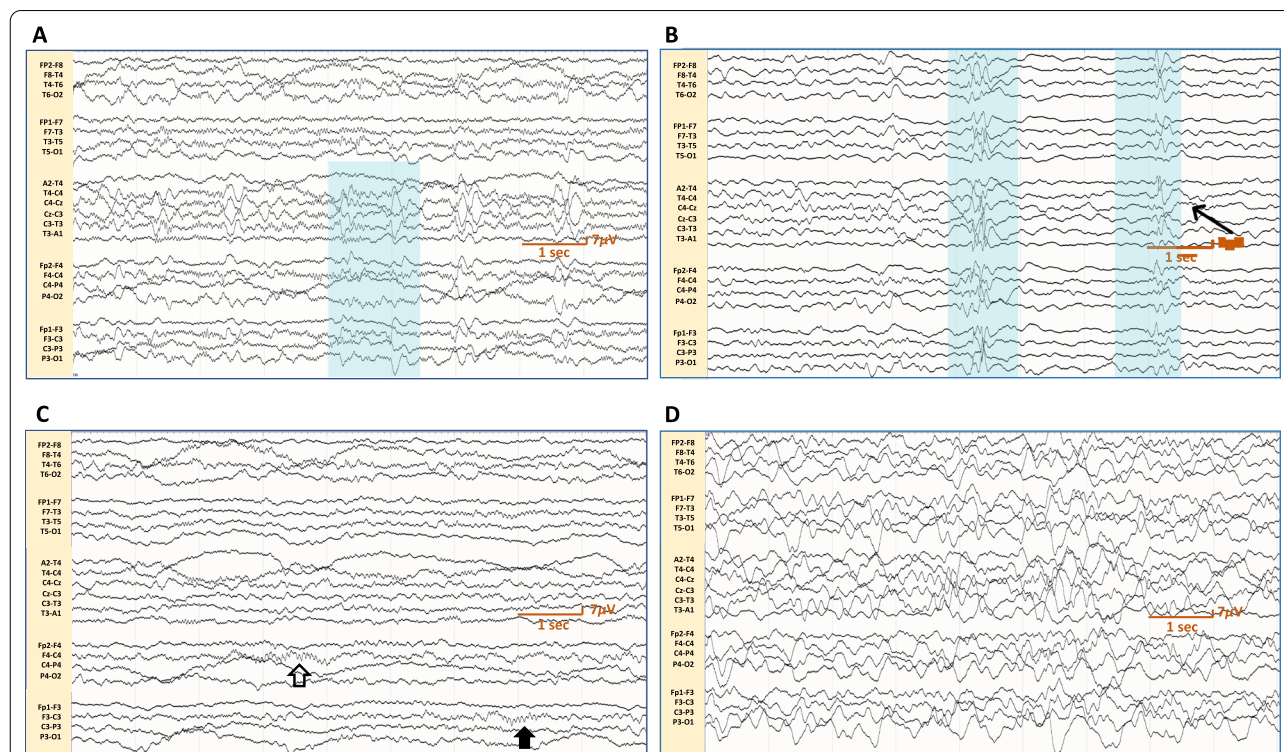 A
FP2-F8
F8-T4
T4-T6
T6-O2
FP1-F7
F7-T3
T3-T5
T5-O1
A2-T4
T4-C4
C4-Cz
Cz-C3
C3-T3
T3-A1
7µV
1 sec
Fp2-F4
F4-C4
C4-P4
P4-O2
Fp1-F3
F3-C3
C3-P3
P3-O1
B
FP2-F8
F8-T4
T4-T6
T6-O2
FP1-F7
F7-T3
T3-T5
T5-O1
A2-T4
T4-C4
C4-Cz
Cz-C3
C3-T3
T3-A1
1 sec
Fp2-F4
F4-C4
C4-P4
P4-O2
Fp1-F3
F3-C3
C3-P3
P3-O1
C
FP2-F8
F8-T4
T4-T6
T6-O2
FP1-F7
F7-T3
T3-T5
T5-O1
A2-T4
T4-C4
C4-Cz
Cz-C3
C3-T3
T3-A1
7µV
1 sec
Fp2-F4
F4-C4
C4-P4
P4-O2
Fp1-F3
F3-C3
C3-P3
P3-O1
D
FP2-F8
F8-T4
T4-T6
T6-O2
FP1-F7
F7-T3
T3-T5
T5-O1
A2-T4
T4-C4
C4-Cz
Cz-C3
C3-T3
T3-A1
7µV
1 sec
Fp2-F4
F4-C4
C4-P4
P4-O2
Fp1-F3
F3-C3
C3-P3
P3-O1